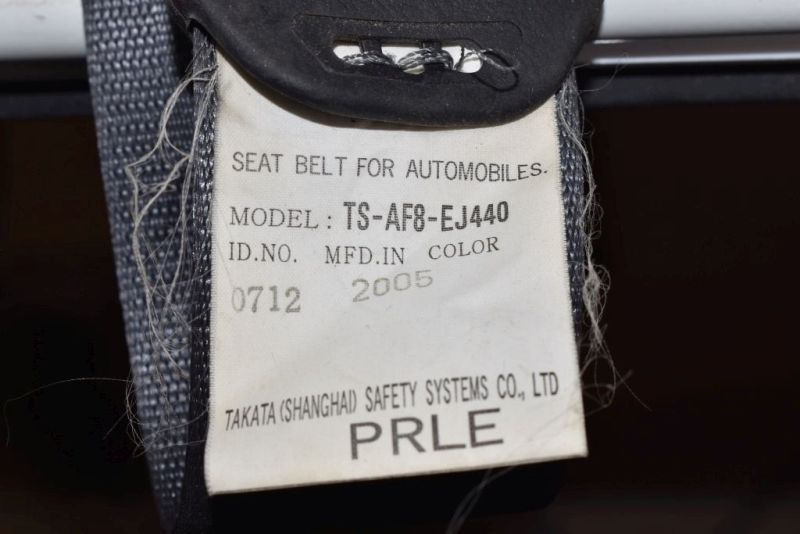 SEAT BELT FOR AUTOMOBILES.
MODEL : TS-AF8-EJ440
ID.NO. MFD.IN COLOR
0712 2005
TAKATA (SHANGHAI) SAFETY SYSTEMS CO., LTD
PRLE